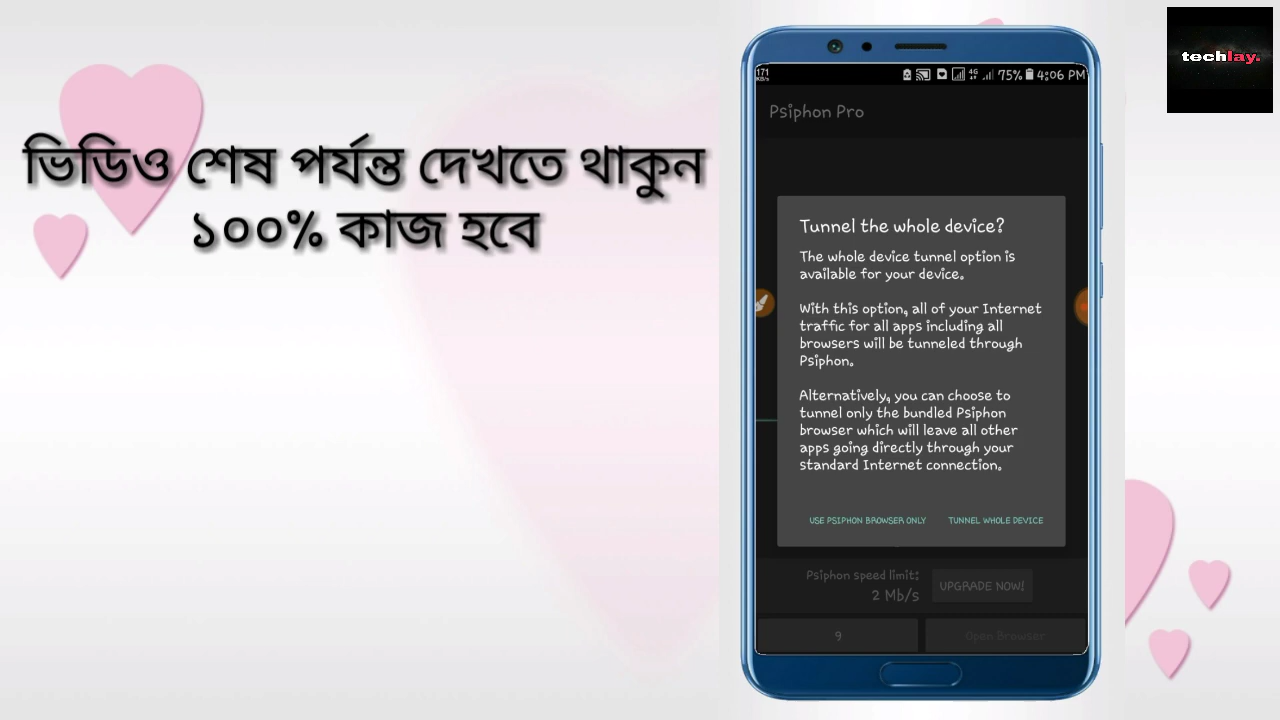 ভিডিও শেষ পর্যন্ত দেখতে থাকুন
১০০% কাজ হবে
techlay.
171
KB/s
4G
75%
4:06 PM
Psiphon Pro
Tunnel the whole device?
The whole device tunnel option is
available for your device.
With this option, all of your Internet
traffic for all apps including all
browsers will be tunneled through
Psiphon.
Alternatively, you can choose to
tunnel only the bundled Psiphon
browser which will leave all other
apps going directly through your
standard Internet connection.
USE PSIPHON BROWSER ONLY
TUNNEL WHOLE DEVICE
Psiphon speed limit:
2 Mb/s
UPGRADE NOW!
9
Open Browser